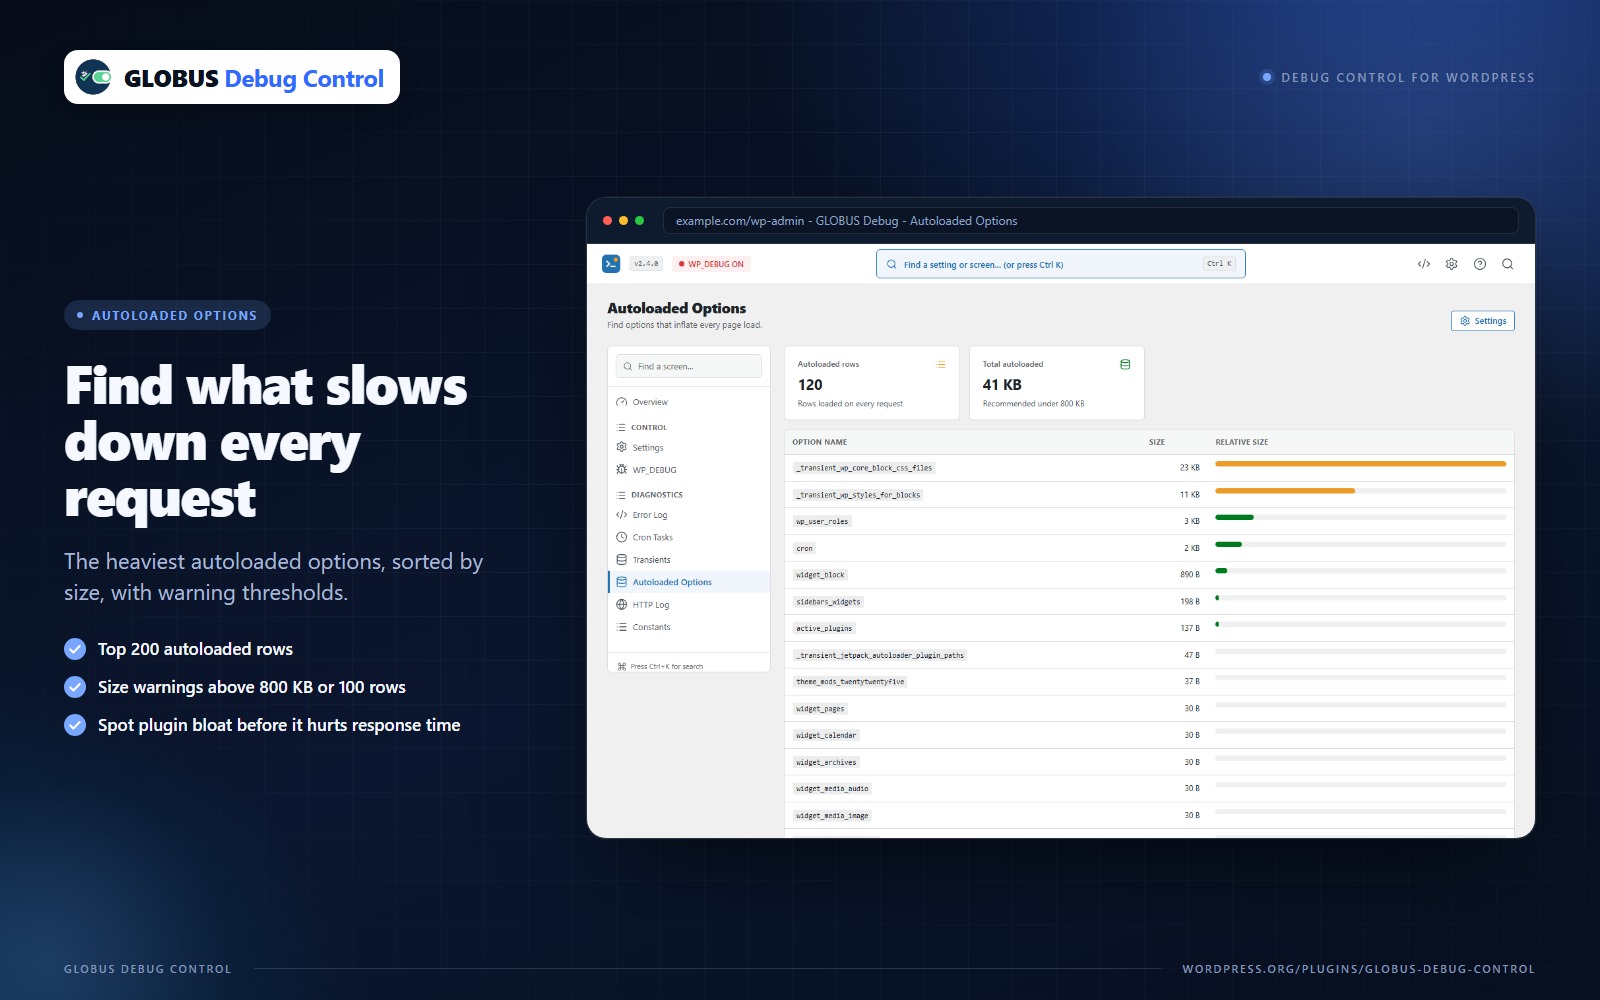 GLOBUS Debug Control
DEBUG CONTROL FOR WORDPRESS
AUTOLOADED OPTIONS
Find what slows
down every
request
The heaviest autoloaded options, sorted by
size, with warning thresholds.
Top 200 autoloaded rows
Size warnings above 800 KB or 100 rows
Spot plugin bloat before it hurts response time
example.com/wp-admin - GLOBUS Debug - Autoloaded Options
v2.4.0
WP_DEBUG ON
Find a setting or screen... (or press Ctrl K)
Ctrl K
Autoloaded Options
Find options that inflate every page load.
Settings
Find a screen...
Overview
CONTROL
Settings
WP_DEBUG
DIAGNOSTICS
Error Log
Cron Tasks
Transients
Autoloaded Options
HTTP Log
Constants
Press Ctrl+K for search
Autoloaded rows
120
Rows loaded on every request
Total autoloaded
41 KB
Recommended under 800 KB
OPTION NAME SIZE RELATIVE SIZE
_transient_wp_core_block_css_files 23 KB
_transient_wp_styles_for_blocks 11 KB
wp_user_roles 3 KB
cron 2 KB
widget_block 890 B
sidebars_widgets 198 B
active_plugins 137 B
_transient_jetpack_autoloader_plugin_paths 47 B
theme_mods_twentytwentyfive 37 B
widget_pages 30 B
widget_calendar 30 B
widget_archives 30 B
widget_media_audio 30 B
widget_media_image 30 B
GLOBUS DEBUG CONTROL
WORDPRESS.ORG/PLUGINS/GLOBUS-DEBUG-CONTROL